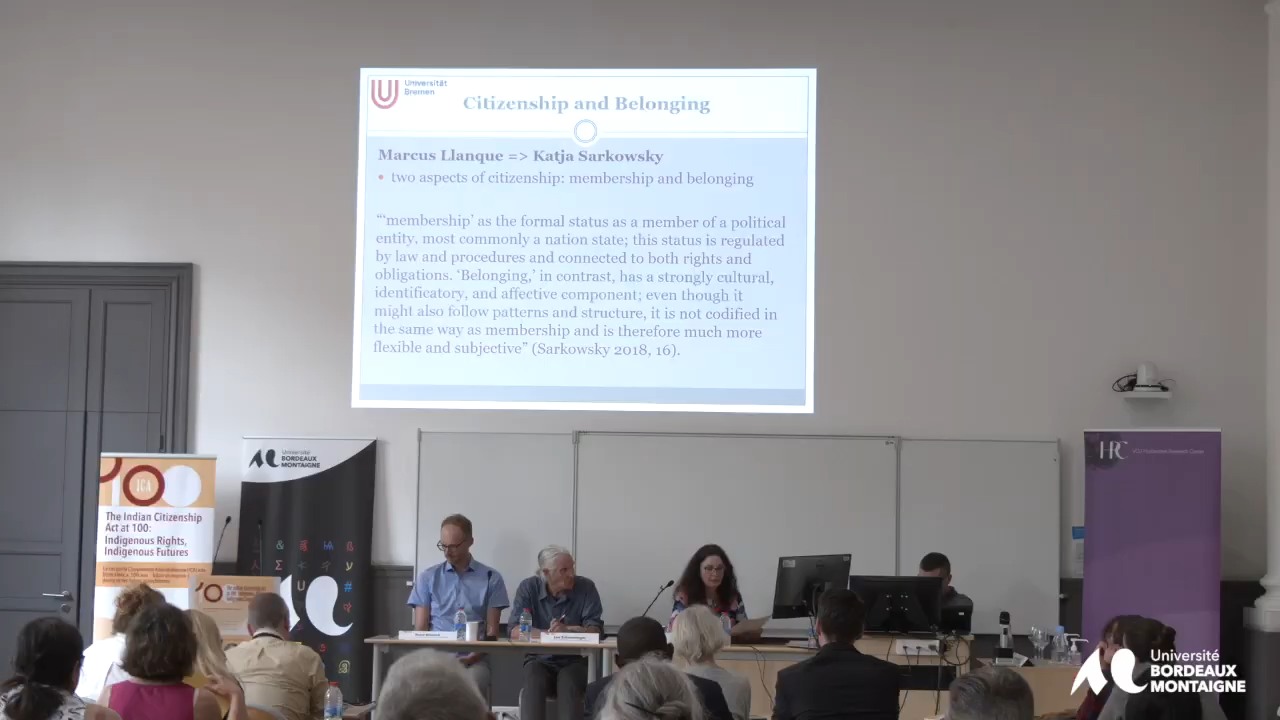 Universität
Bremen
Citizenship and Belonging
Marcus Llanque => Katja Sarkowsky
• two aspects of citizenship: membership and belonging
“‘membership’ as the formal status as a member of a political
entity, most commonly a nation state; this status is regulated
by law and procedures and connected to both rights and
obligations. ‘Belonging,’ in contrast, has a strongly cultural,
identificatory, and affective component; even though it
might also follow patterns and structure, it is not codified in
the same way as membership and is therefore much more
flexible and subjective” (Sarkowsky 2018, 16).
Université
BORDEAUX
MONTAIGNE
HRC
ICA
The Indian Citizenship
Act at 100:
Indigenous Rights,
Indigenous Futures
Université
BORDEAUX
MONTAIGNE